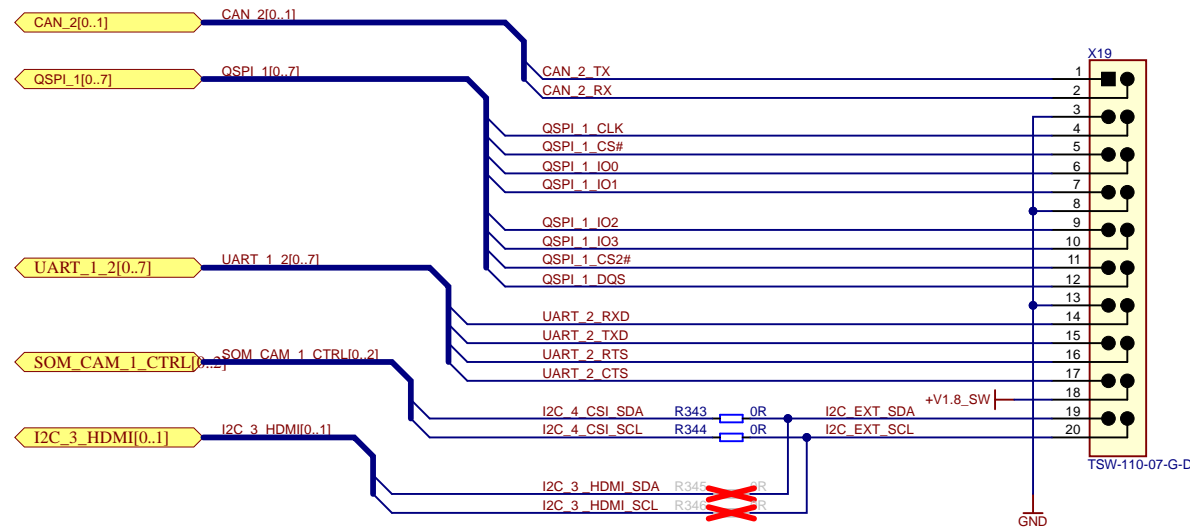 CAN_2[0..1] CAN_2[0..1]
X19
CAN_2_TX 1
QSPI_1[0..7] QSPI_1[0..7]
CAN_2_RX 2
3
QSPI_1_CLK 4
QSPI_1_CS# 5
QSPI_1_IO0 6
QSPI_1_IO1 7
8
QSPI_1_IO2 9
QSPI_1_IO3 10
UART_1_2[0..7] UART_1_2[0..7] QSPI_1_CS2# 11
QSPI_1_DQS 12
13
UART_2_RXD 14
UART_2_TXD 15
SOM_CAM_1_CTRL[0..2] SOM_CAM_1_CTRL[0..2] UART_2_RTS 16
UART_2_CTS 17
+V1.8_SW 18
I2C_4_CSI_SDA R343 0R I2C_EXT_SDA 19
I2C_3_HDMI[0..1] I2C_3_HDMI[0..1] I2C_4_CSI_SCL R344 0R I2C_EXT_SCL 20
TSW-110-07-G-D
I2C_3_HDMI_SDA R345 0R
I2C_3_HDMI_SCL R346 0R
GND